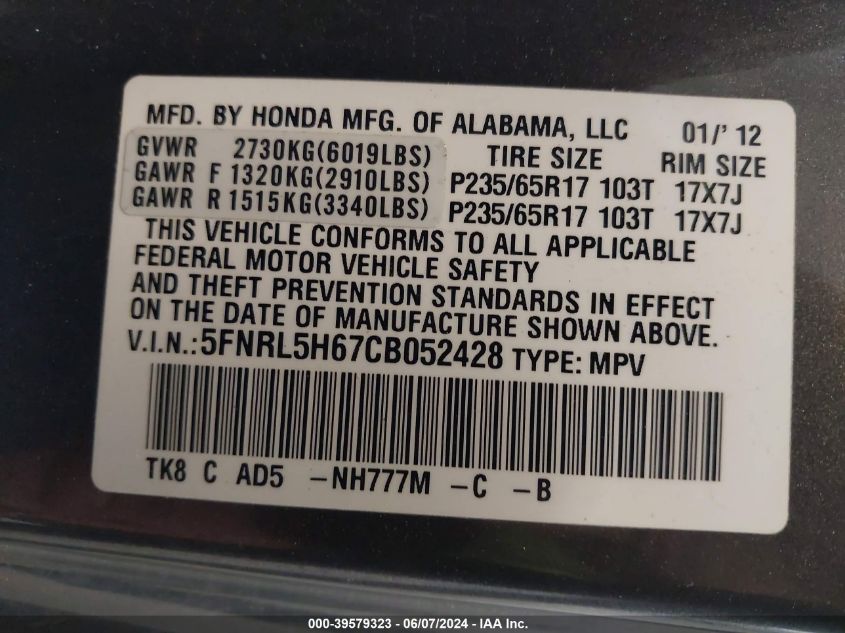 MFD. BY HONDA MFG. OF ALABAMA, LLC 01/' 12
GVWR 2730KG(6019LBS) TIRE SIZE RIM SIZE
GAWR F 1320KG(2910LBS) P235/65R17 103T 17X7J
GAWR R 1515KG(3340LBS) P235/65R17 103T 17X7J
THIS VEHICLE CONFORMS TO ALL APPLICABLE
FEDERAL MOTOR VEHICLE SAFETY
AND THEFT PREVENTION STANDARDS IN EFFECT
ON THE DATE OF MANUFACTURE SHOWN ABOVE.
V.I.N.: 5FNRL5H67CB052428 TYPE: MPV
TK8 C AD5 -NH777M -C -B
000-39579323 - 06/07/2024 - IAA Inc.